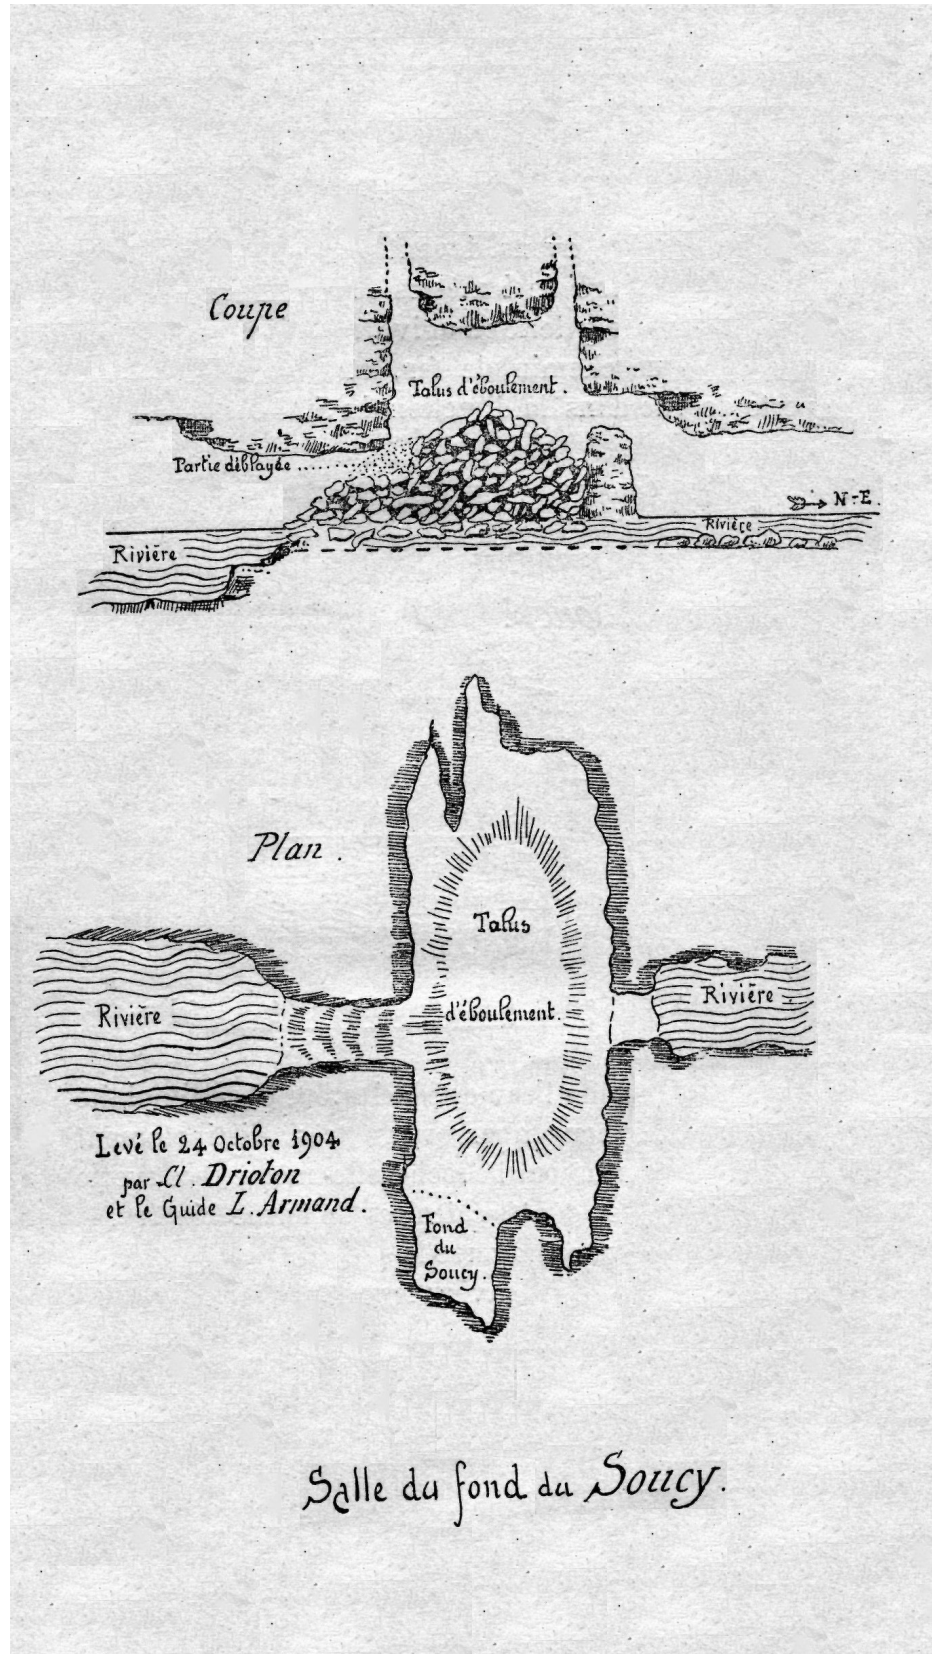 Coupe
Talus d'éboulement.
Partie déblayée
N-E.
Rivière
Rivière
Plan.
Talus
d'éboulement.
Rivière
Rivière
Levé le 24 Octobre 1904
par Cl. Drioton
et le Guide L. Armand.
Fond
du
Soucy.
Salle du fond du Soucy.